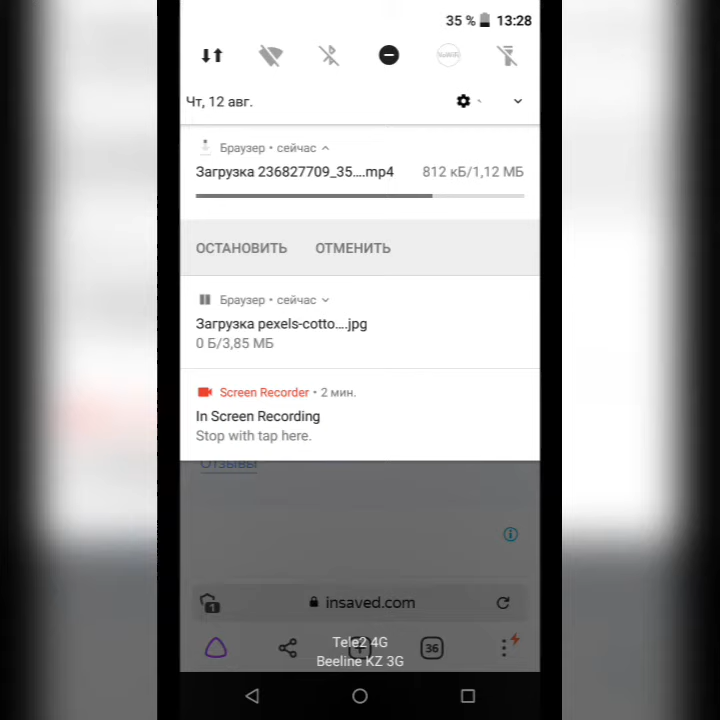 35 % 13:28
Чт, 12 авг.
Браузер • сейчас
Загрузка 236827709_35....mp4 812 кБ/1,12 МБ
ОСТАНОВИТЬ ОТМЕНИТЬ
Браузер • сейчас
Загрузка pexels-cotto....jpg
0 Б/3,85 МБ
Screen Recorder • 2 мин.
In Screen Recording
Stop with tap here.
Отзывы
1 insaved.com
36
Tele2 4G
Beeline KZ 3G